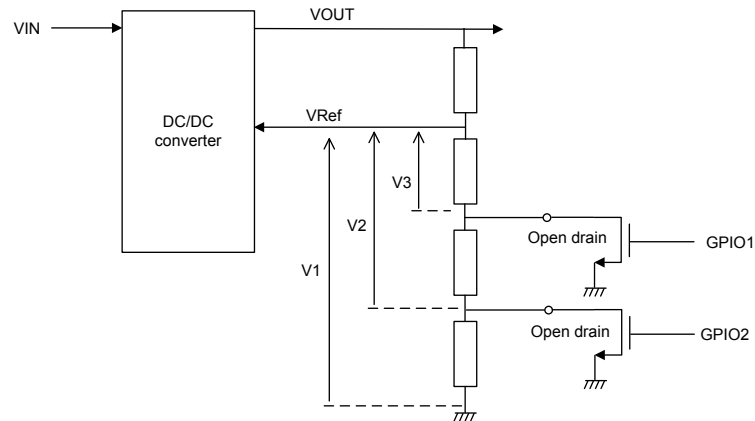 VOUT
VIN
VRef
DC/DC
converter
V3
V2
V1
Open drain
GPIO1
Open drain
GPIO2